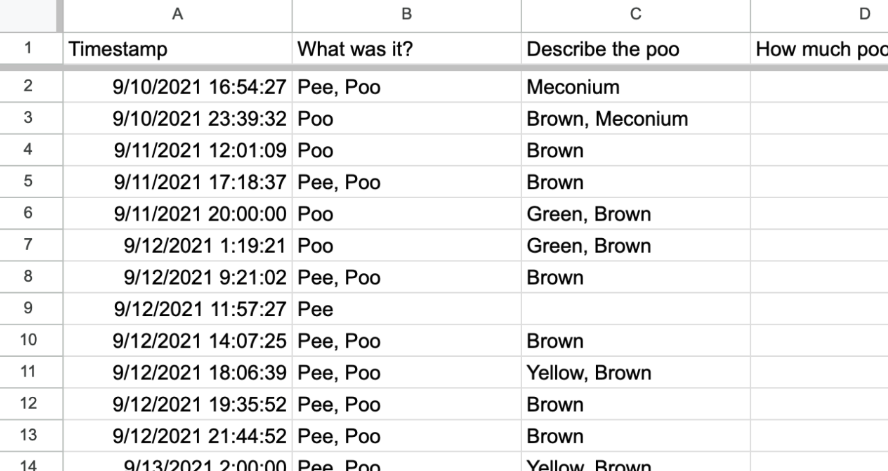 A B C D
1 Timestamp What was it? Describe the poo How much poo
2 9/10/2021 16:54:27 Pee, Poo Meconium
3 9/10/2021 23:39:32 Poo Brown, Meconium
4 9/11/2021 12:01:09 Poo Brown
5 9/11/2021 17:18:37 Pee, Poo Brown
6 9/11/2021 20:00:00 Poo Green, Brown
7 9/12/2021 1:19:21 Poo Green, Brown
8 9/12/2021 9:21:02 Pee, Poo Brown
9 9/12/2021 11:57:27 Pee
10 9/12/2021 14:07:25 Pee, Poo Brown
11 9/12/2021 18:06:39 Pee, Poo Yellow, Brown
12 9/12/2021 19:35:52 Pee, Poo Brown
13 9/12/2021 21:44:52 Pee, Poo Brown
14 9/13/2021 2:00:00 Pee, Poo Yellow, Brown